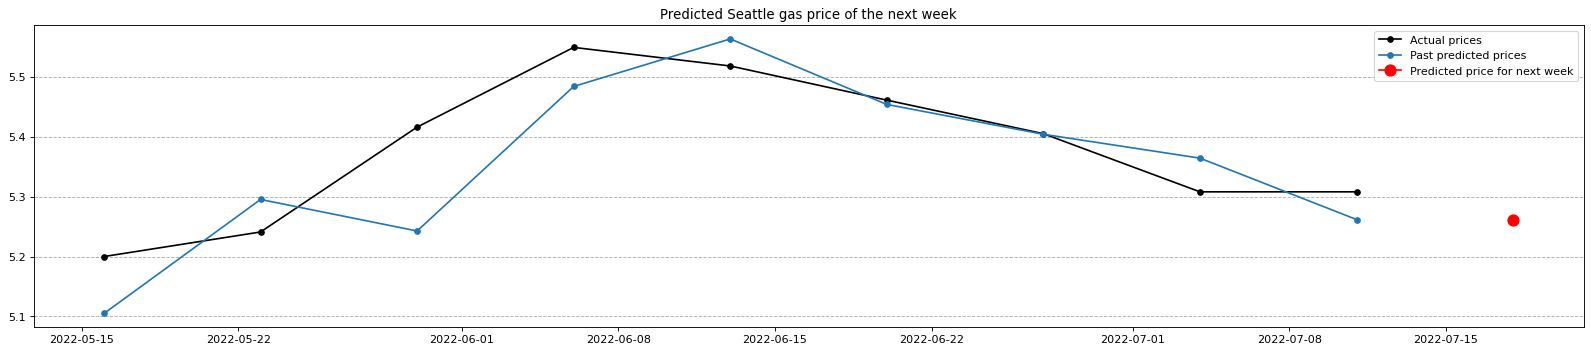 Predicted Seattle gas price of the next week
Actual prices
Past predicted prices
Predicted price for next week
5.5
5.4
5.3
5.2
5.1
2022-05-15 2022-05-22 2022-06-01 2022-06-08 2022-06-15 2022-06-22 2022-07-01 2022-07-08 2022-07-15